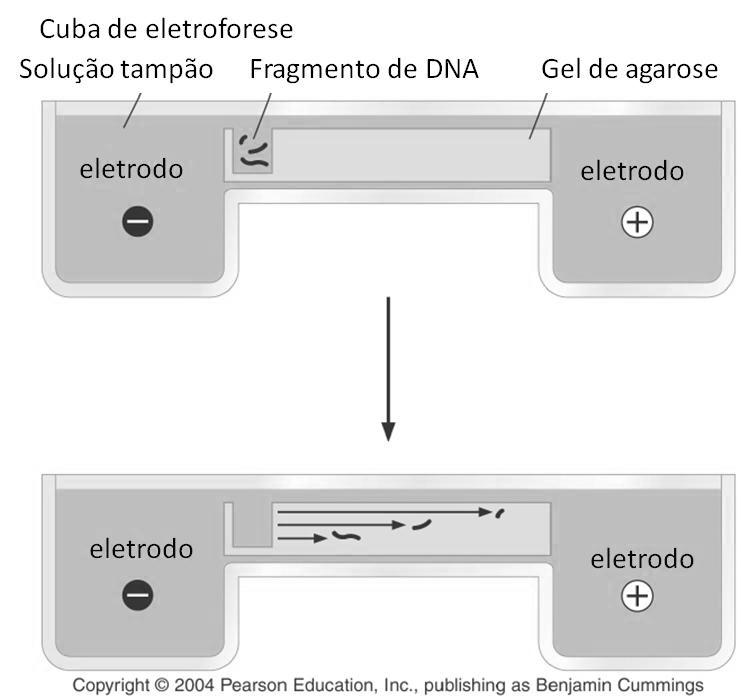 Cuba de eletroforese
Solução tampão Fragmento de DNA Gel de agarose
eletrodo eletrodo
− +
eletrodo eletrodo
− +
Copyright © 2004 Pearson Education, Inc., publishing as Benjamin Cummings